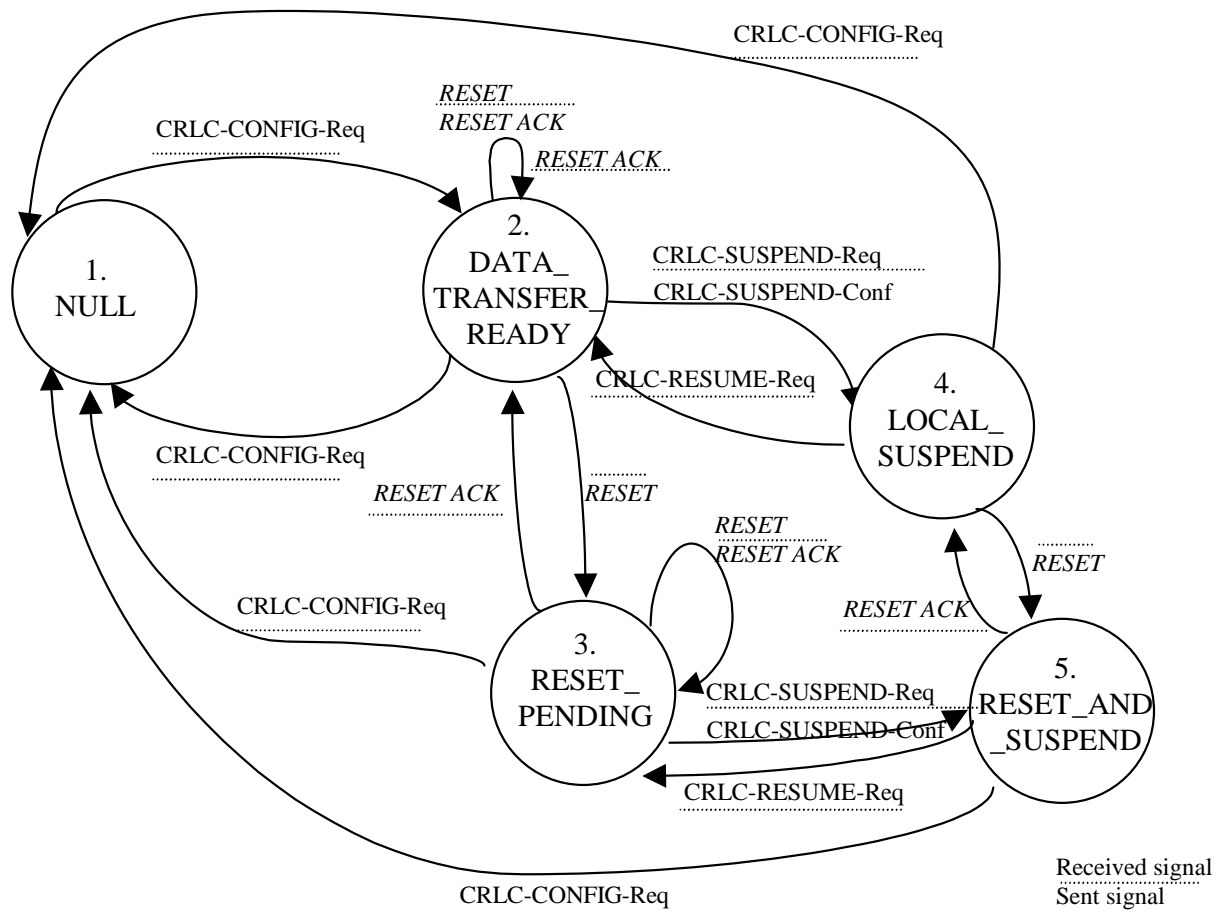 CRLC-CONFIG-Req
RESET
RESET ACK
CRLC-CONFIG-Req
RESET ACK
1.
NULL
2.
DATA_
TRANSFER_
READY
CRLC-SUSPEND-Req
CRLC-SUSPEND-Conf
CRLC-RESUME-Req
4.
LOCAL_
SUSPEND
CRLC-CONFIG-Req
RESET ACK
RESET
RESET
RESET ACK
RESET
CRLC-CONFIG-Req
RESET ACK
3.
RESET_
PENDING
CRLC-SUSPEND-Req
CRLC-SUSPEND-Conf
5.
RESET_AND
_SUSPEND
CRLC-RESUME-Req
CRLC-CONFIG-Req
Received signal
Sent signal